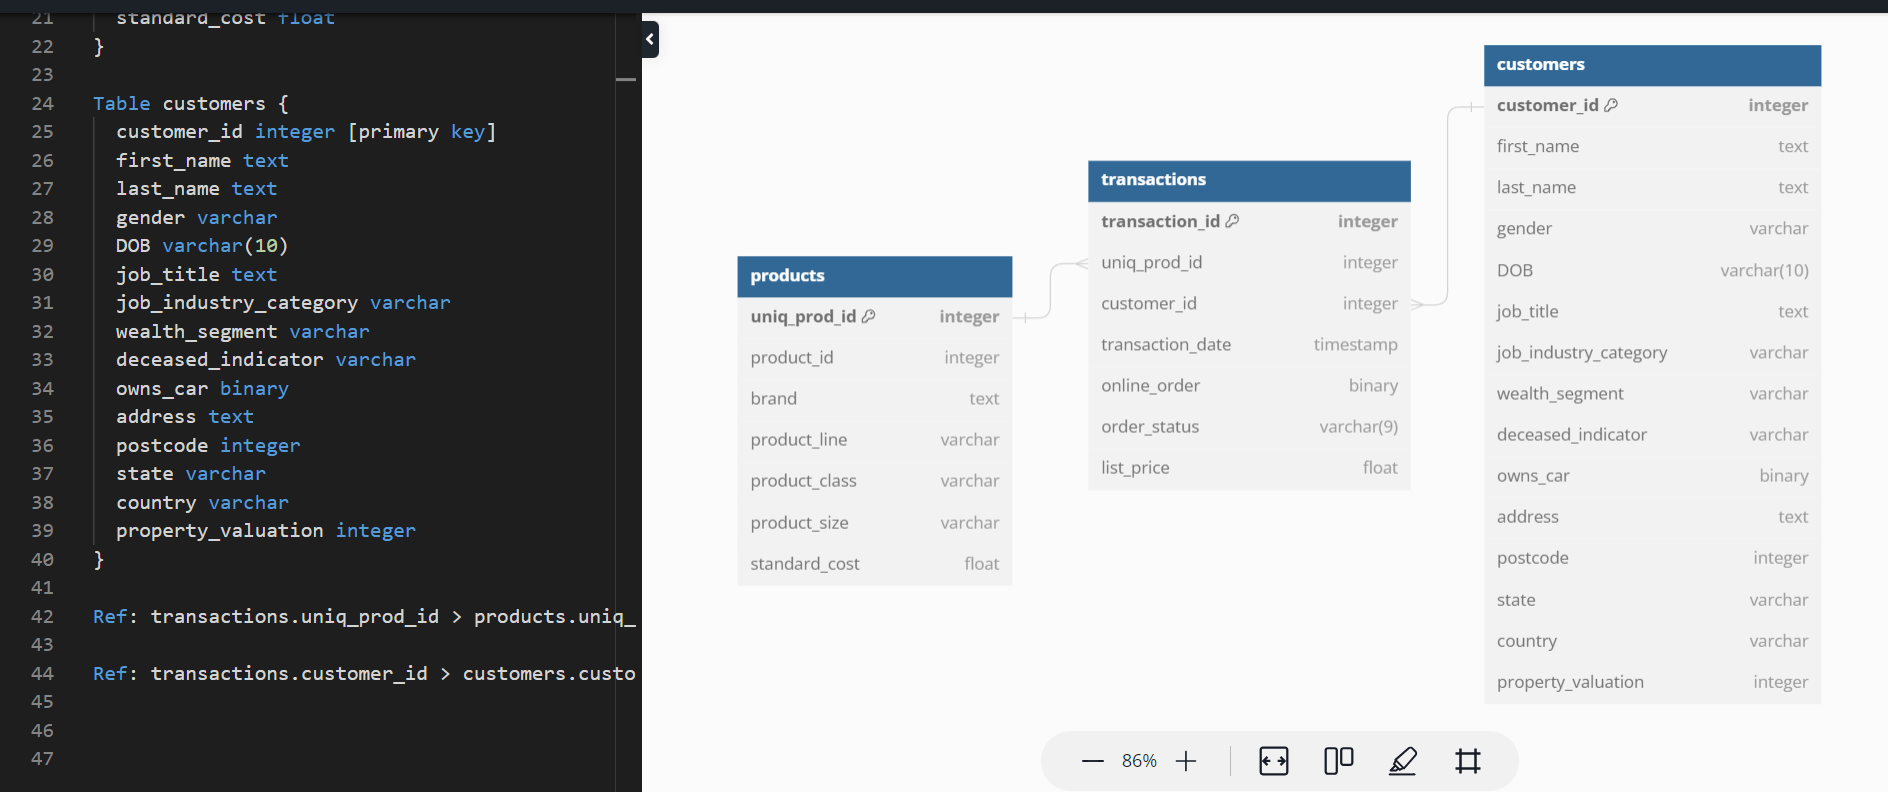 21 standard_cost float
22 }
23
24 Table customers {
25 customer_id integer [primary key]
26 first_name text
27 last_name text
28 gender varchar
29 DOB varchar(10)
30 job_title text
31 job_industry_category varchar
32 wealth_segment varchar
33 deceased_indicator varchar
34 owns_car binary
35 address text
36 postcode integer
37 state varchar
38 country varchar
39 property_valuation integer
40 }
41
42 Ref: transactions.uniq_prod_id > products.uniq_
43
44 Ref: transactions.customer_id > customers.custo
45
46
47
products
uniq_prod_id integer
product_id integer
brand text
product_line varchar
product_class varchar
product_size varchar
standard_cost float
transactions
transaction_id integer
uniq_prod_id integer
customer_id integer
transaction_date timestamp
online_order binary
order_status varchar(9)
list_price float
customers
customer_id integer
first_name text
last_name text
gender varchar
DOB varchar(10)
job_title text
job_industry_category varchar
wealth_segment varchar
deceased_indicator varchar
owns_car binary
address text
postcode integer
state varchar
country varchar
property_valuation integer
86%